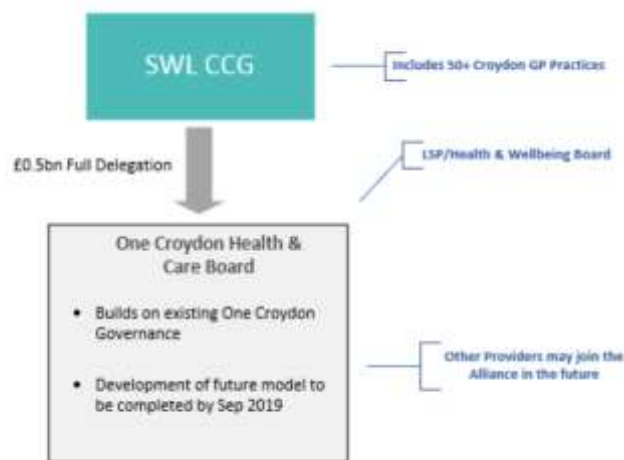 SWL CCG
Includes 50+ Croydon GP Practices
£0.5bn Full Delegation
LSP/Health & Wellbeing Board
One Croydon Health &
Care Board
• Builds on existing One Croydon
Governance
• Development of future model to
be completed by Sep 2019
Other Providers may join the
Alliance in the future